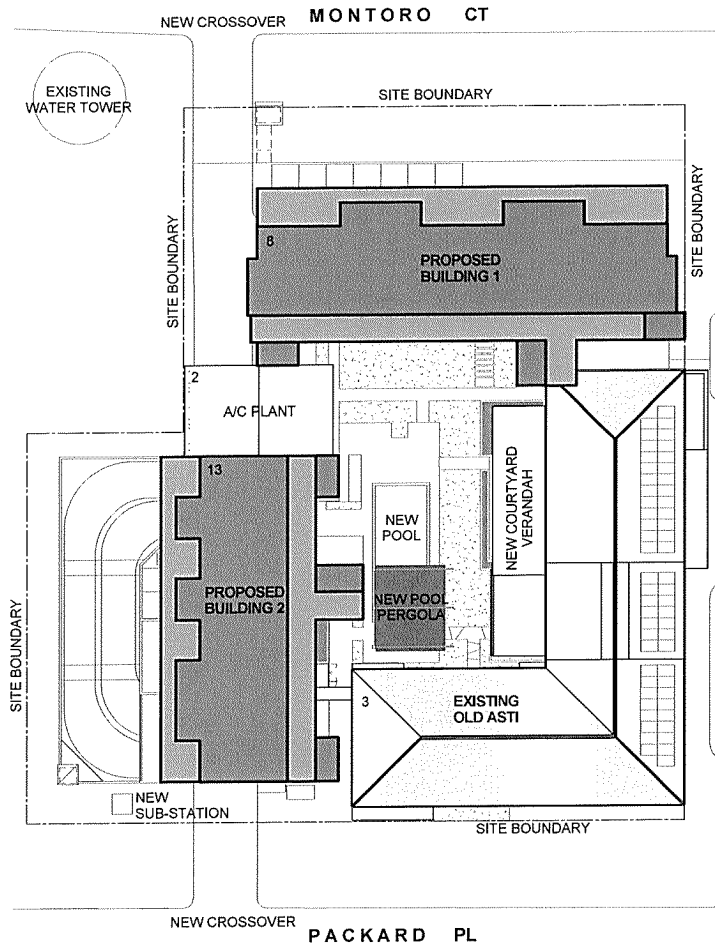 MONTORO CT
NEW CROSSOVER
EXISTING
WATER TOWER
SITE BOUNDARY
SITE BOUNDARY
SITE BOUNDARY
8
PROPOSED
BUILDING 1
2
A/C PLANT
13
PROPOSED
BUILDING 2
NEW
POOL
NEW POOL
PERGOLA
NEW COURTYARD
VERANDAH
SITE BOUNDARY
3
EXISTING
OLD ASTI
NEW
SUB-STATION
SITE BOUNDARY
NEW CROSSOVER
PACKARD PL